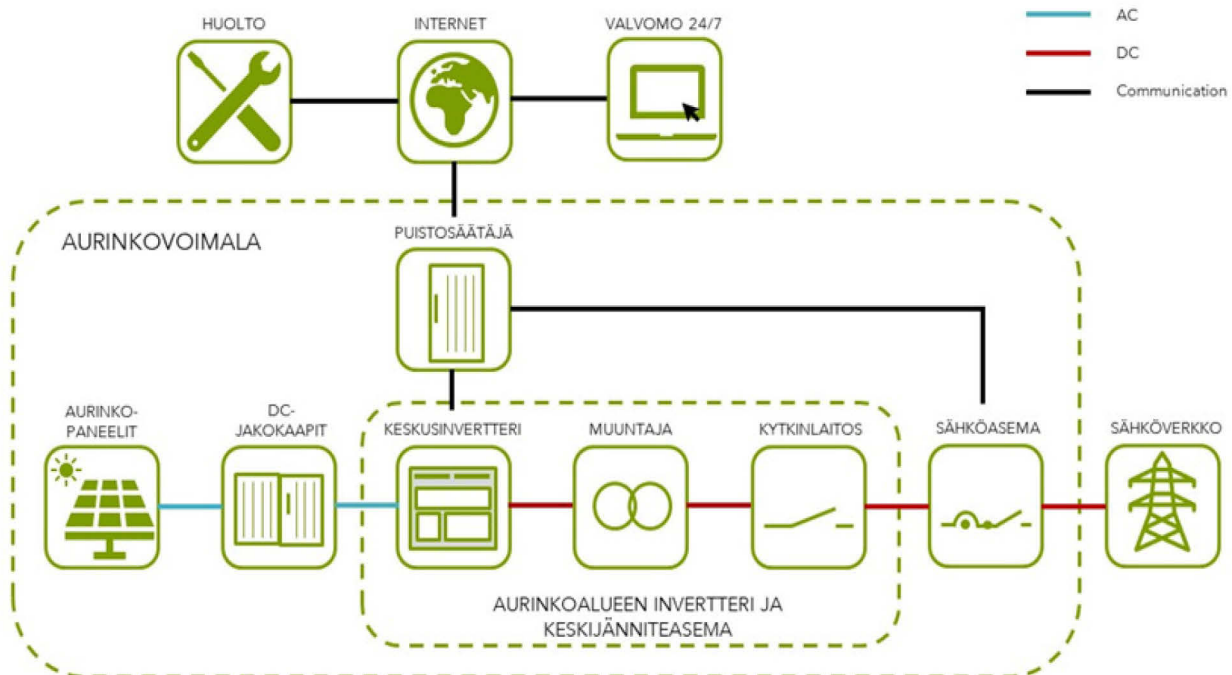 HUOLTO
INTERNET
VALVOMO 24/7
AC
DC
Communication
AURINKOVOIMALA
PUISTOSÄÄTÄJÄ
AURINKO-
PANEELIT
DC-
JAKOKAAPIT
KESKUSINVERTTERI
MUUNTAJA
KYTKINLAITOS
SÄHKÖASEMA
SÄHKÖVERKKO
AURINKOALUEEN INVERTTERI JA
KESKIJÄNNITEASEMA